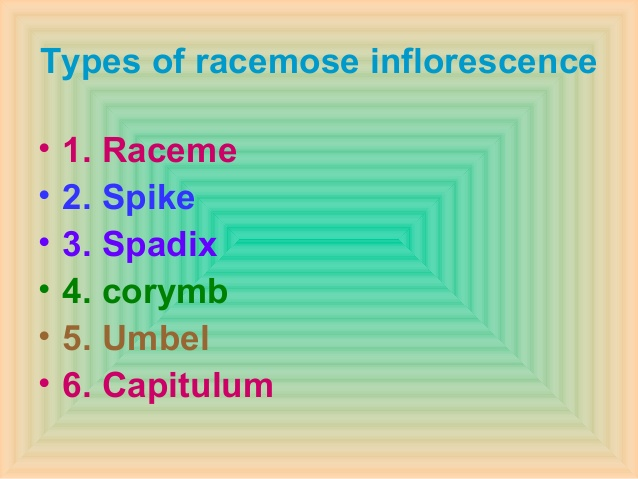 Types of racemose inflorescence
• 1. Raceme
• 2. Spike
• 3. Spadix
• 4. corymb
• 5. Umbel
• 6. Capitulum